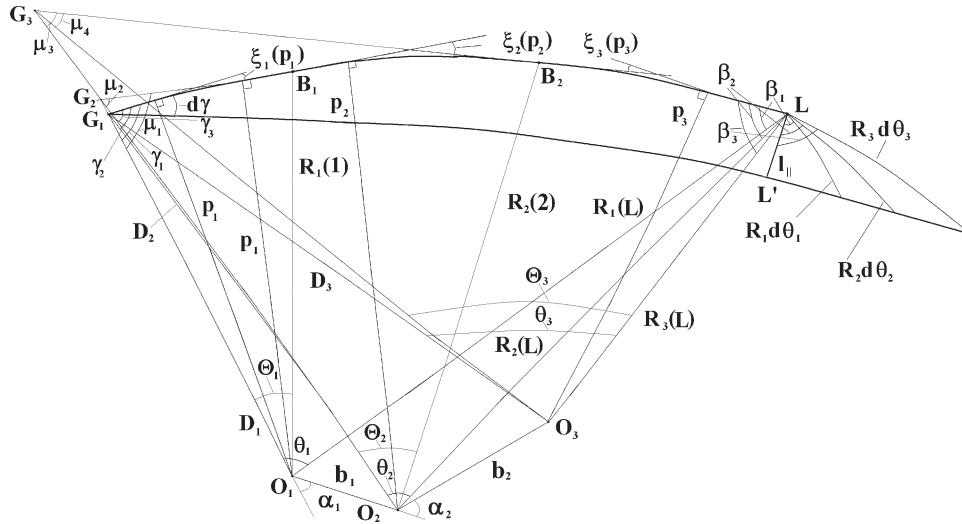 G₃
μ₃ μ₄
ξ₁(p₁)
ξ₂(p₂)
ξ₃(p₃)
B₁
B₂
G₂ μ₂
G₁
μ₁
dγ
γ₃
γ₂ γ₁
p₂
p₃
β₂
β₁
β₃
L
l||
L'
R₃dθ₃
R₁dθ₁
R₂dθ₂
R₁(1)
R₂(2)
R₁(L)
D₂
p₁
p₁
D₃
Θ₃
θ₃
R₂(L)
R₃(L)
Θ₁
D₁
θ₁
Θ₂
θ₂
O₃
b₁
b₂
O₁
α₁
O₂
α₂